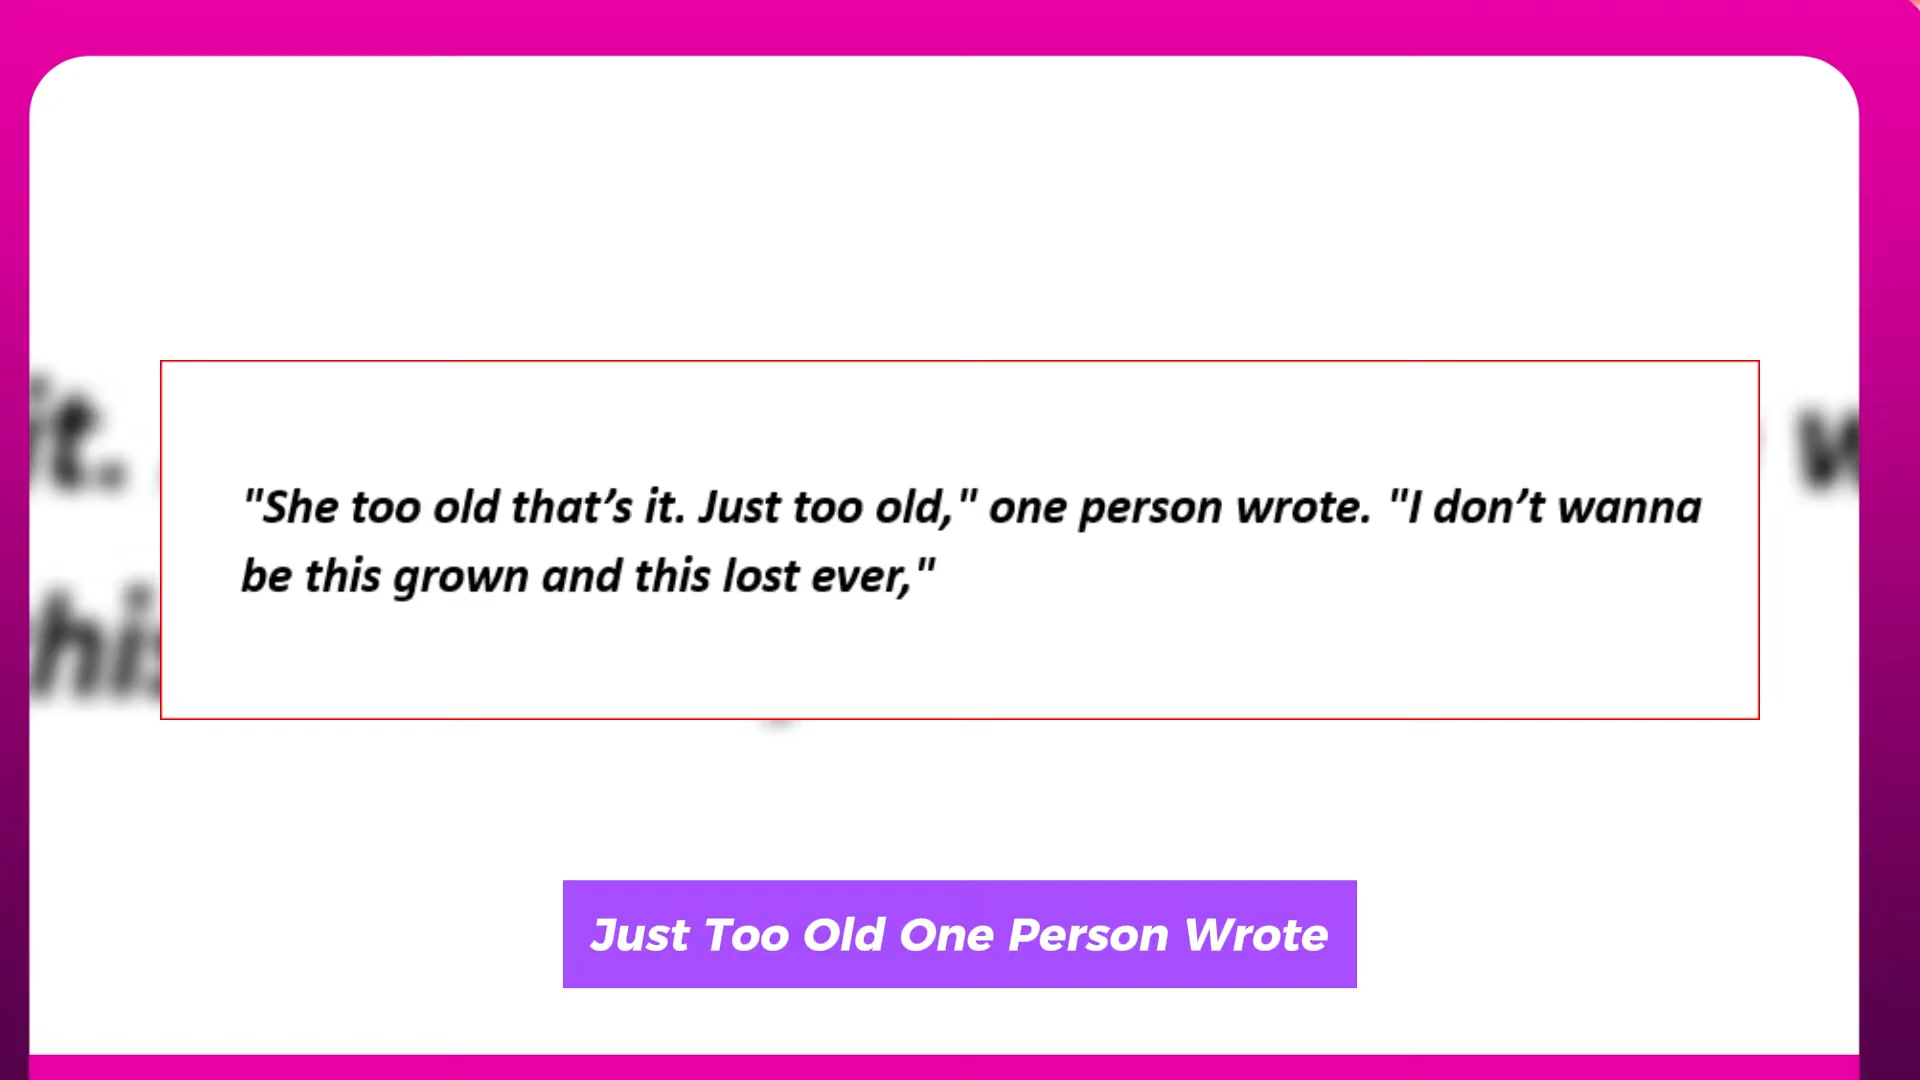 "She too old that’s it. Just too old," one person wrote. "I don’t wanna
be this grown and this lost ever,"
Just Too Old One Person Wrote